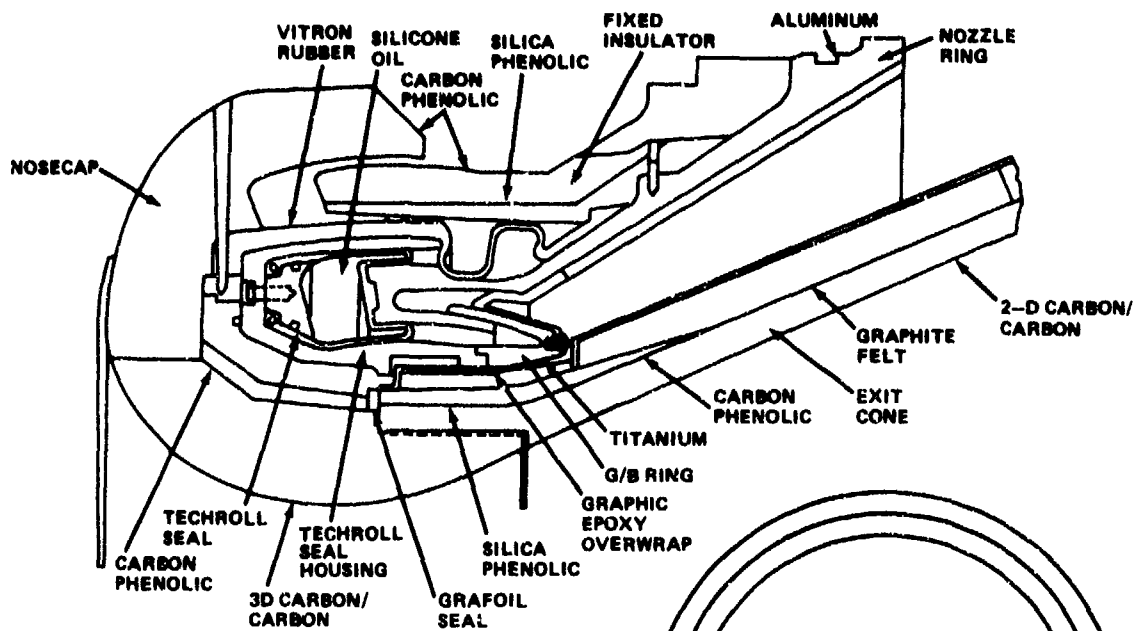 VITRON
RUBBER
SILICONE
OIL
CARBON
PHENOLIC
SILICA
PHENOLIC
FIXED
INSULATOR
ALUMINUM
NOZZLE
RING
NOSECAP
2-D CARBON/
CARBON
GRAPHITE
FELT
EXIT
CONE
CARBON
PHENOLIC
TITANIUM
G/B RING
GRAPHIC
EPOXY
OVERWRAP
SILICA
PHENOLIC
GRAFOIL
SEAL
TECHROLL
SEAL
HOUSING
3D CARBON/
CARBON
TECHROLL
SEAL
CARBON
PHENOLIC